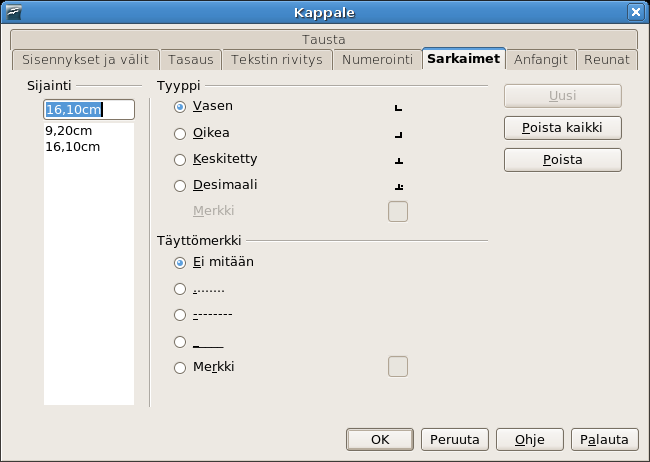 Kappale
Tausta
Sisennykset ja välit
Tasaus
Tekstin rivitys
Numerointi
Sarkaimet
Anfangit
Reunat
Sijainti
16,10cm
9,20cm
16,10cm
Tyyppi
Vasen
Oikea
Keskitetty
Desimaali
Merkki
Täyttömerkki
Ei mitään
........
--------
_____
Merkki
Uusi
Poista kaikki
Poista
OK
Peruuta
Ohje
Palauta